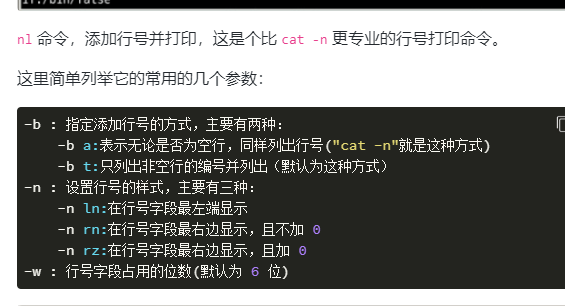 nl 命令，添加行号并打印，这是个比 cat -n 更专业的行号打印命令。
这里简单列举它的常用的几个参数：
-b : 指定添加行号的方式，主要有两种：
-b a:表示无论是否为空行，同样列出行号("cat -n"就是这种方式)
-b t:只列出非空行的编号并列出（默认为这种方式）
-n : 设置行号的样式，主要有三种：
-n ln:在行号字段最左端显示
-n rn:在行号字段最右边显示，且不加 0
-n rz:在行号字段最右边显示，且加 0
-w : 行号字段占用的位数(默认为 6 位)